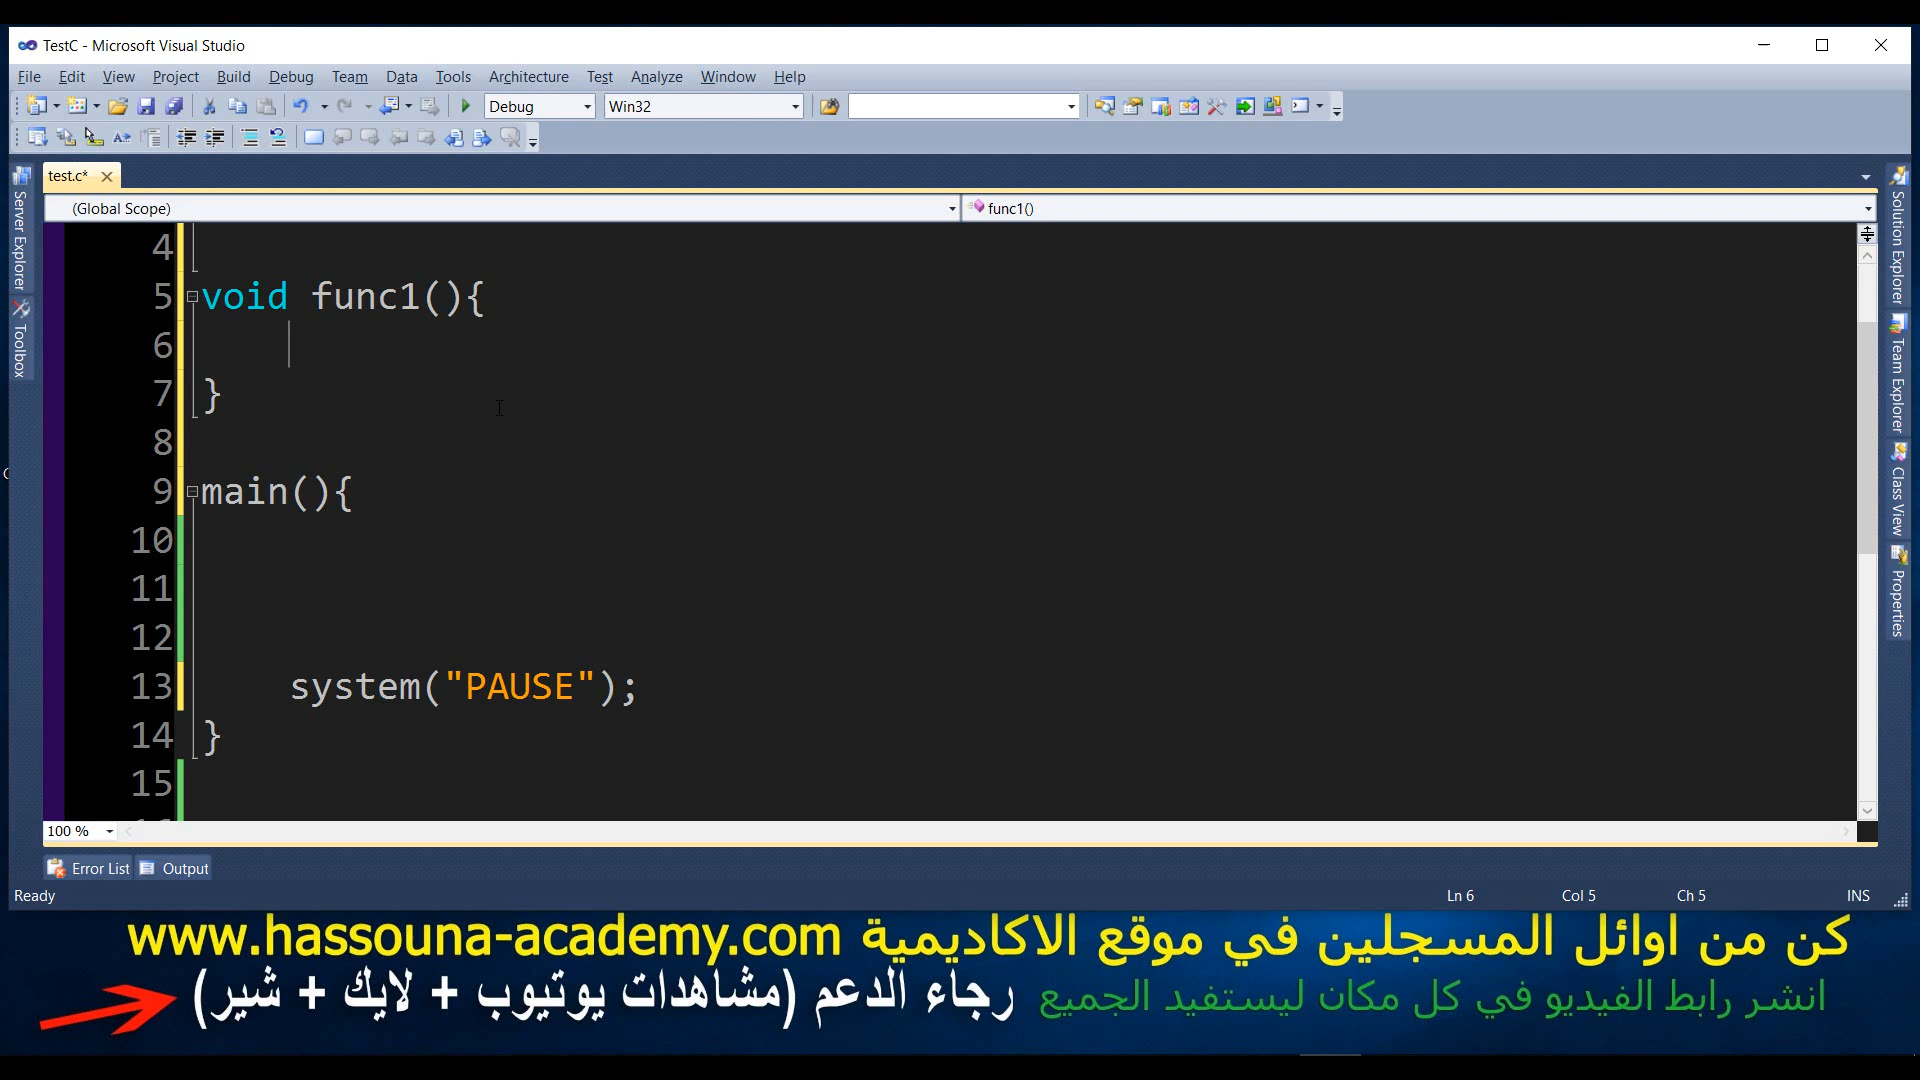 TestC - Microsoft Visual Studio
File Edit View Project Build Debug Team Data Tools Architecture Test Analyze Window Help
Debug Win32
test.c*
(Global Scope) func1()
Server Explorer
Toolbox
Solution Explorer
Team Explorer
Class View
Properties
4
5 void func1(){
6
7 }
8
9 main(){
10
11
12
13 system("PAUSE");
14 }
15
100 %
Error List Output
Ready Ln 6 Col 5 Ch 5 INS
كن من اوائل المسجلين في موقع الاكاديمية www.hassouna-academy.com
انشر رابط الفيديو في كل مكان ليستفيد الجميع رجاء الدعم (مشاهدات يوتيوب + لايك + شير)